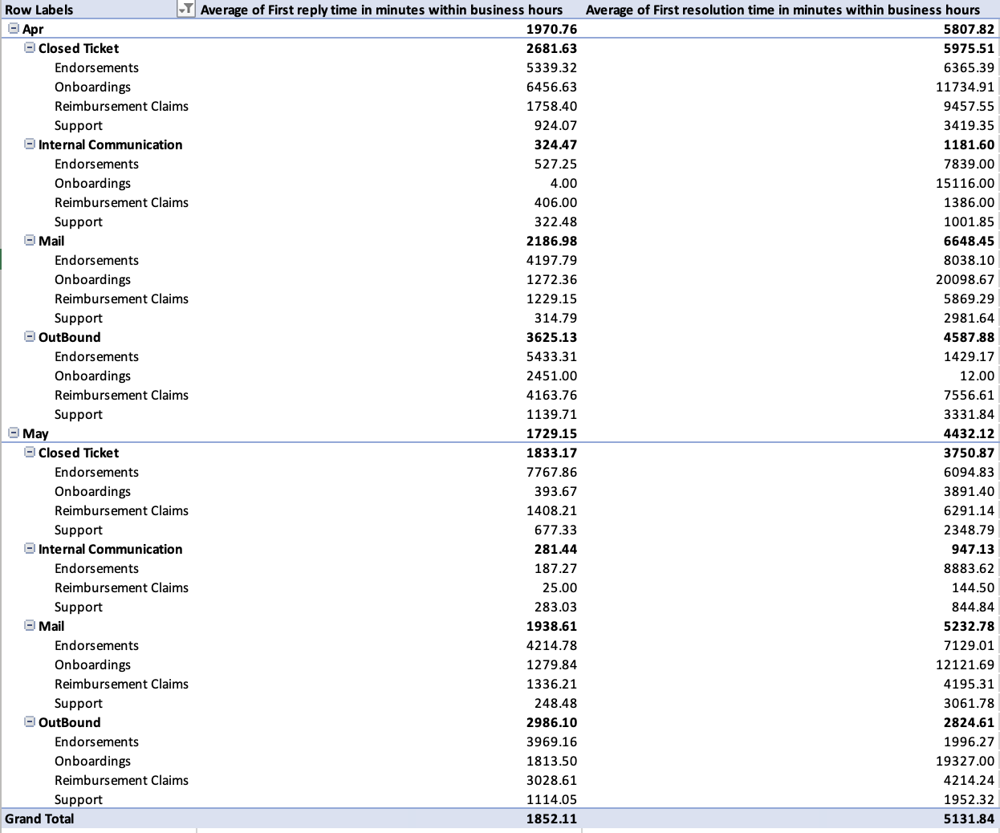 Row Labels Average of First reply time in minutes within business hours Average of First resolution time in minutes within business hours
Apr 1970.76 5807.82
Closed Ticket 2681.63 5975.51
Endorsements 5339.32 6365.39
Onboardings 6456.63 11734.91
Reimbursement Claims 1758.40 9457.55
Support 924.07 3419.35
Internal Communication 324.47 1181.60
Endorsements 527.25 7839.00
Onboardings 4.00 15116.00
Reimbursement Claims 406.00 1386.00
Support 322.48 1001.85
Mail 2186.98 6648.45
Endorsements 4197.79 8038.10
Onboardings 1272.36 20098.67
Reimbursement Claims 1229.15 5869.29
Support 314.79 2981.64
OutBound 3625.13 4587.88
Endorsements 5433.31 1429.17
Onboardings 2451.00 12.00
Reimbursement Claims 4163.76 7556.61
Support 1139.71 3331.84
May 1729.15 4432.12
Closed Ticket 1833.17 3750.87
Endorsements 7767.86 6094.83
Onboardings 393.67 3891.40
Reimbursement Claims 1408.21 6291.14
Support 677.33 2348.79
Internal Communication 281.44 947.13
Endorsements 187.27 8883.62
Reimbursement Claims 25.00 144.50
Support 283.03 844.84
Mail 1938.61 5232.78
Endorsements 4214.78 7129.01
Onboardings 1279.84 12121.69
Reimbursement Claims 1336.21 4195.31
Support 248.48 3061.78
OutBound 2986.10 2824.61
Endorsements 3969.16 1996.27
Onboardings 1813.50 19327.00
Reimbursement Claims 3028.61 4214.24
Support 1114.05 1952.32
Grand Total 1852.11 5131.84